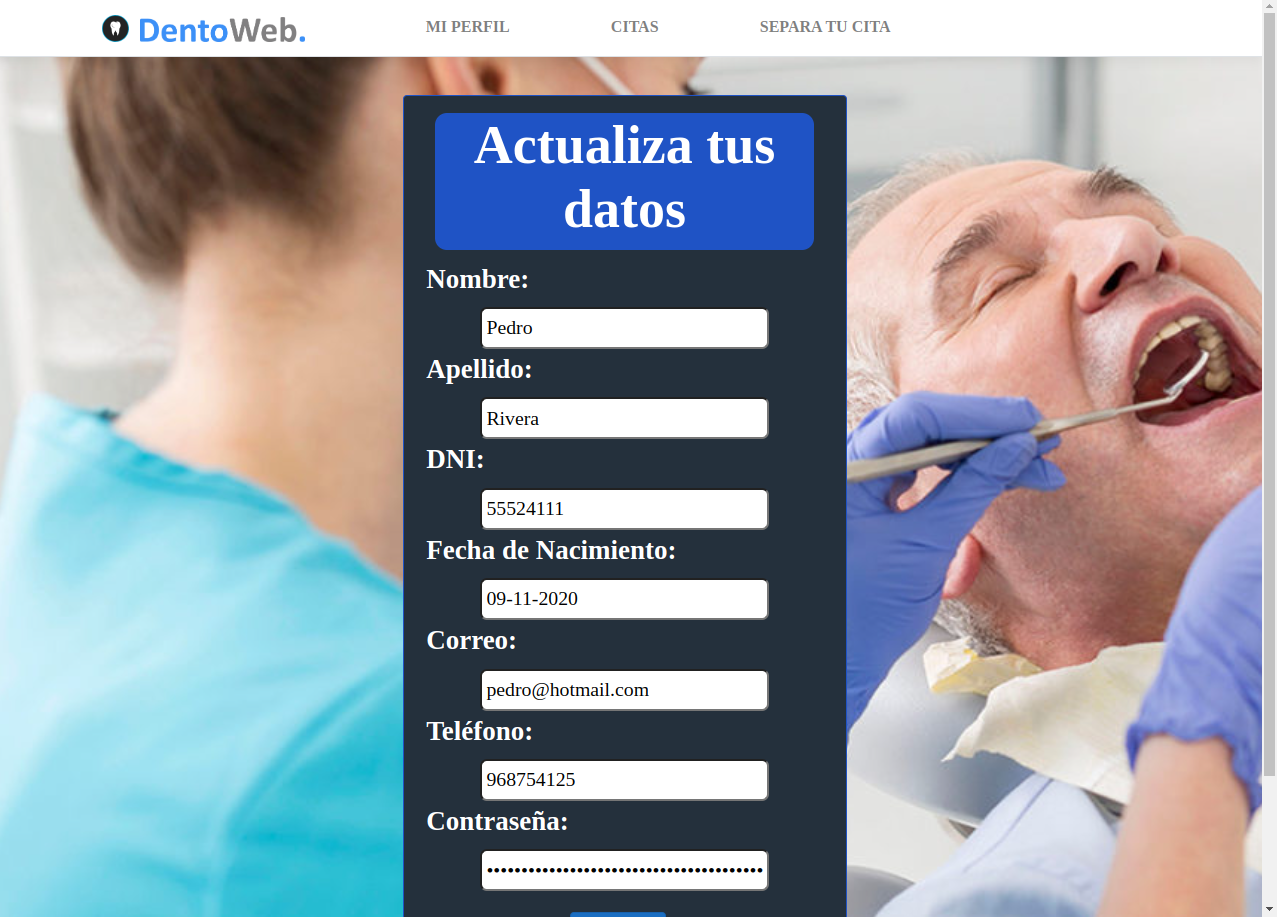 DentoWeb.
MI PERFIL
CITAS
SEPARA TU CITA
Actualiza tus
datos
Nombre:
Pedro
Apellido:
Rivera
DNI:
55524111
Fecha de Nacimiento:
09-11-2020
Correo:
pedro@hotmail.com
Teléfono:
968754125
Contraseña: